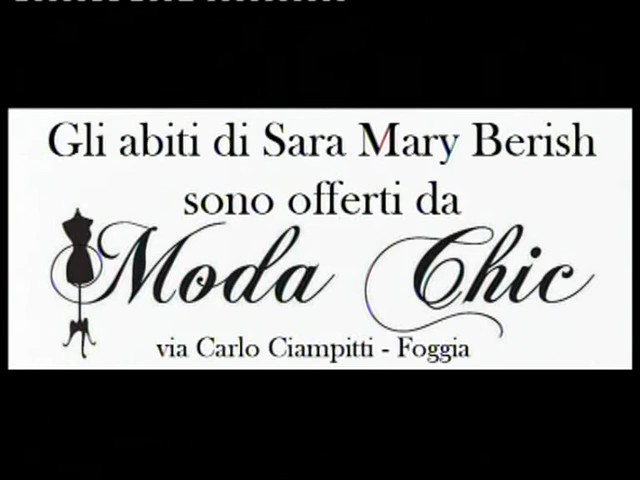 Gli abiti di Sara Mary Berish
sono offerti da
Moda Chic
via Carlo Ciampitti - Foggia